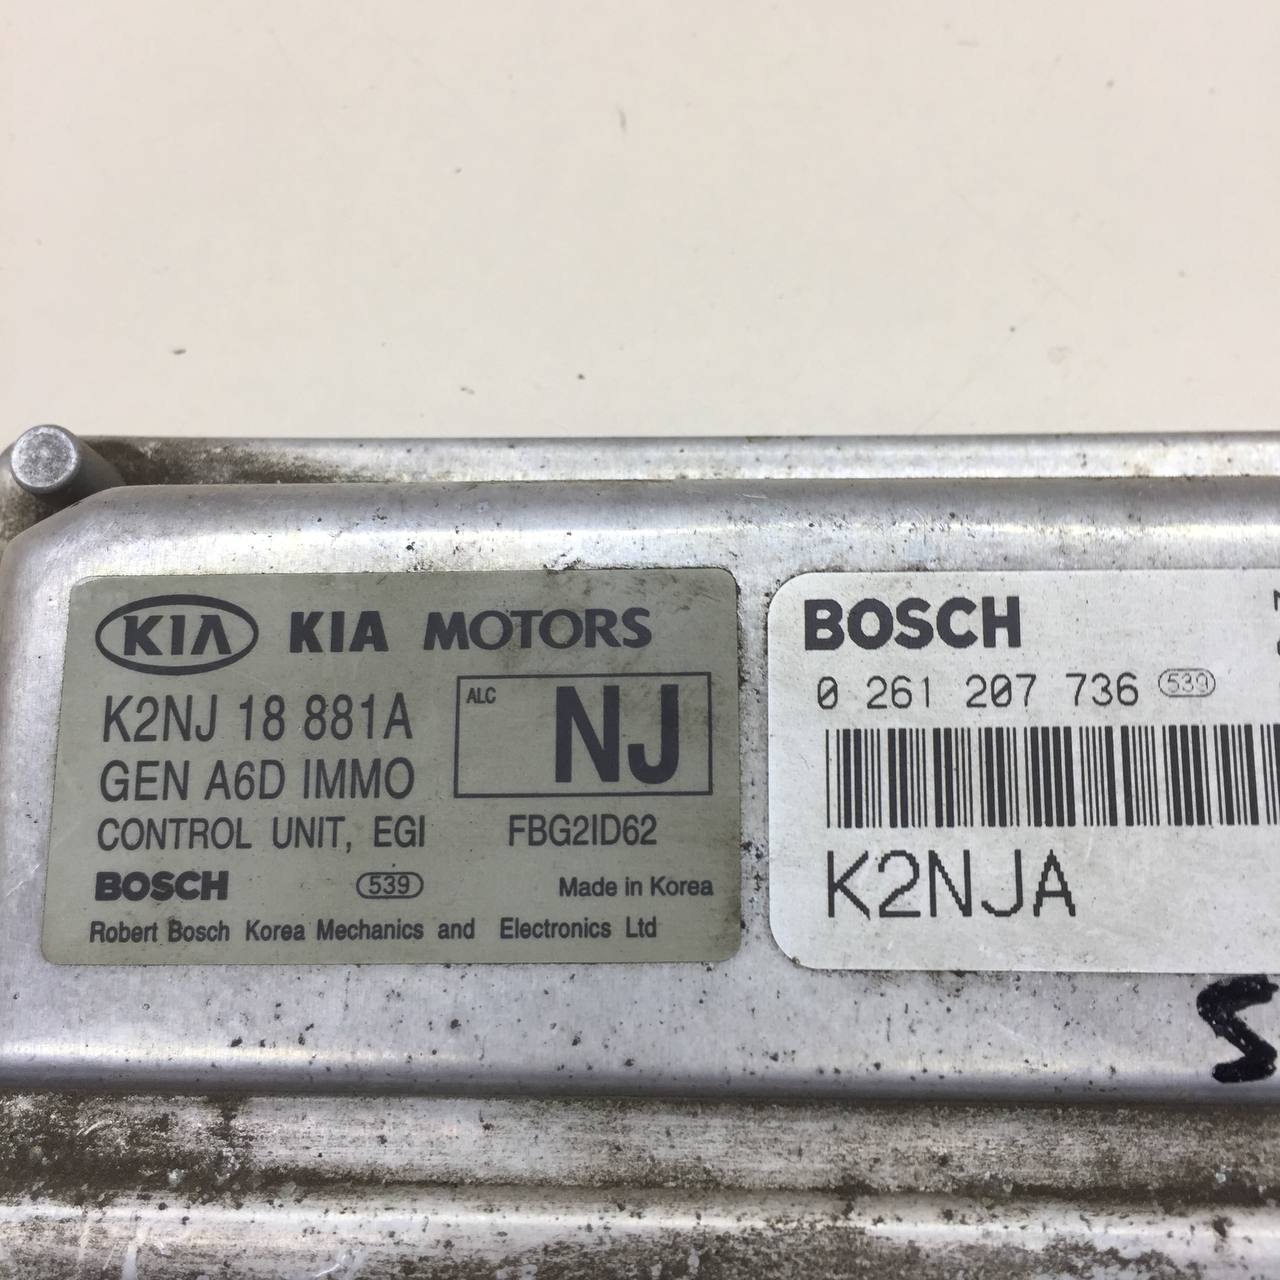 KIA KIA MOTORS
K2NJ 18 881A
ALC NJ
GEN A6D IMMO
CONTROL UNIT, EGI FBG2ID62
BOSCH 539 Made in Korea
Robert Bosch Korea Mechanics and Electronics Ltd
BOSCH
0 261 207 736 539
K2NJA